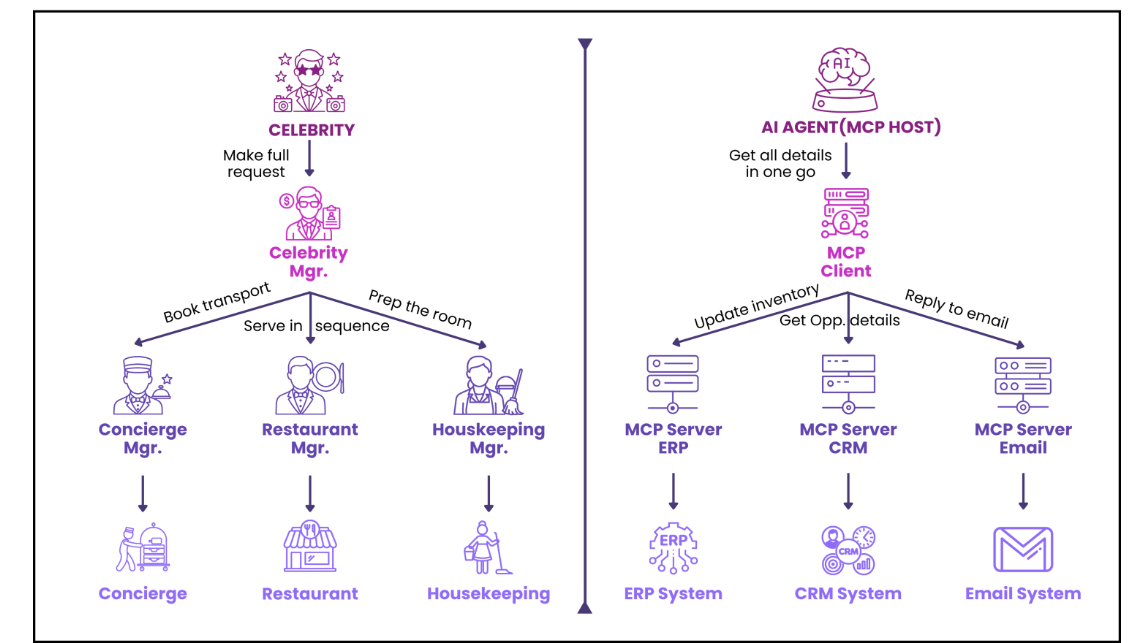 CELEBRITY
Make full
request
Celebrity
Mgr.
Book transport
Serve in sequence
Prep the room
Concierge
Mgr.
Restaurant
Mgr.
Houskeeping
Mgr.
Concierge
Restaurant
Housekeeping
AI
AI AGENT(MCP HOST)
Get all details
in one go
MCP
Client
Update inventory
Get Opp. details
Reply to email
MCP Server
ERP
MCP Server
CRM
MCP Server
Email
ERP
ERP System
CRM
CRM System
Email System